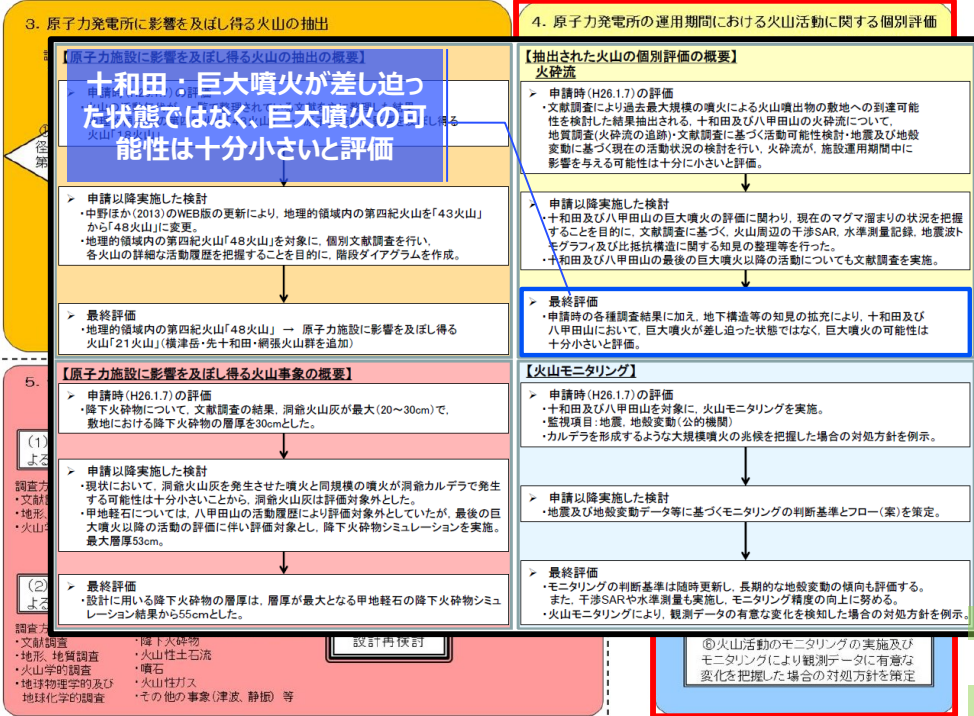 3. 原子力発電所に影響を及ぼし得る火山の抽出
4. 原子力発電所の運用期間における火山活動に関する個別評価
【原子力施設に影響を及ぼし得る火山の抽出の概要】
十和田：巨大噴火が差し迫っ
た状態ではなく、巨大噴火の可
能性は十分小さいと評価
➢ 申請以降実施した検討
・中野ほか(2013)のWEB版の更新により, 地理的領域内の第四紀火山を「43火山」
から「48火山」に変更。
・地理的領域内の第四紀火山「48火山」を対象に, 個別文献調査を行い,
各火山の詳細な活動履歴を把握することを目的に, 階段ダイアグラムを作成。
➢ 最終評価
・地理的領域内の第四紀火山「48火山」 → 原子力施設に影響を及ぼし得る
火山「21火山」(横津岳・先十和田・網張火山群を追加)
【抽出された火山の個別評価の概要】
火砕流
➢ 申請時(H26.1.7)の評価
・文献調査により過去最大規模の噴火による火山噴出物の敷地への到達可能
性を検討した結果抽出される, 十和田及び八甲田山の火砕流について,
地質調査(火砕流の追跡)・文献調査に基づく活動可能性検討・地震及び地殻
変動に基づく現在の活動状況の検討を行い, 火砕流が, 施設運用期間中に
影響を与える可能性は十分に小さいと評価。
➢ 申請以降実施した検討
・十和田及び八甲田山の巨大噴火の評価に関わり, 現在のマグマ溜まりの状況を把握
することを目的に, 文献調査に基づく, 火山周辺の干渉SAR, 水準測量記録, 地震波ト
モグラフィ及び比抵抗構造に関する知見の整理等を行った。
・十和田及び八甲田山の最後の巨大噴火以降の活動についても文献調査を実施。
➢ 最終評価
・申請時の各種調査結果に加え, 地下構造等の知見の拡充により, 十和田及び
八甲田山において, 巨大噴火が差し迫った状態ではなく, 巨大噴火の可能性は
十分小さいと評価。
5.
【原子力施設に影響を及ぼし得る火山事象の概要】
➢ 申請時(H26.1.7)の評価
・降下火砕物について, 文献調査の結果, 洞爺火山灰が最大(20〜30cm)で,
敷地における降下火砕物の層厚を30cmとした。
➢ 申請以降実施した検討
・現状において, 洞爺火山灰を発生させた噴火と同規模の噴火が洞爺カルデラで発生
する可能性は十分小さいことから, 洞爺火山灰は評価対象外とした。
・甲地軽石については, 八甲田山の活動履歴により評価対象外としていたが, 最後の巨
大噴火以降の活動の評価に伴い評価対象とし, 降下火砕物シミュレーションを実施。
最大層厚53cm。
➢ 最終評価
・設計に用いる降下火砕物の層厚は, 層厚が最大となる甲地軽石の降下火砕物シミュ
レーション結果から55cmとした。
【火山モニタリング】
➢ 申請時(H26.1.7)の評価
・十和田及び八甲田山を対象に, 火山モニタリングを実施。
・監視項目:地震, 地殻変動(公的機関)
・カルデラを形成するような大規模噴火の兆候を把握した場合の対処方針を例示。
➢ 申請以降実施した検討
・地震及び地殻変動データ等に基づくモニタリングの判断基準とフロー(案)を策定。
➢ 最終評価
・モニタリングの判断基準は随時更新し, 長期的な地殻変動の傾向も評価する。
また, 干渉SARや水準測量も実施し, モニタリング精度の向上に努める。
・火山モニタリングにより, 観測データの有意な変化を検知した場合の対処方針を例示。
(1)
よる
調査方
・文献
・地形、
・火山学
(2)
よる
調査方
・文献調査
・地形、地質調査
・火山学的調査
・地球物理学的及び
地球化学的調査
・降下火砕物
・火山性土石流
・噴石
・火山性ガス
・その他の事象(津波、静振) 等
設計再検討
⑥火山活動のモニタリングの実施及び
モニタリングにより観測データに有意な
変化を把握した場合の対処方針を策定